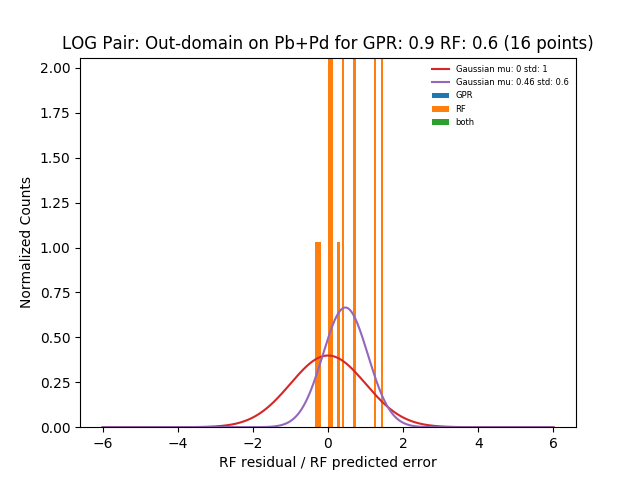 LOG Pair: Out-domain on Pb+Pd for GPR: 0.9 RF: 0.6 (16 points)
2.00
1.75
1.50
1.25
1.00
0.75
0.50
0.25
0.00
Normalized Counts
Gaussian mu: 0 std: 1
Gaussian mu: 0.46 std: 0.6
GPR
RF
both
−6 −4 −2 0 2 4 6
RF residual / RF predicted error